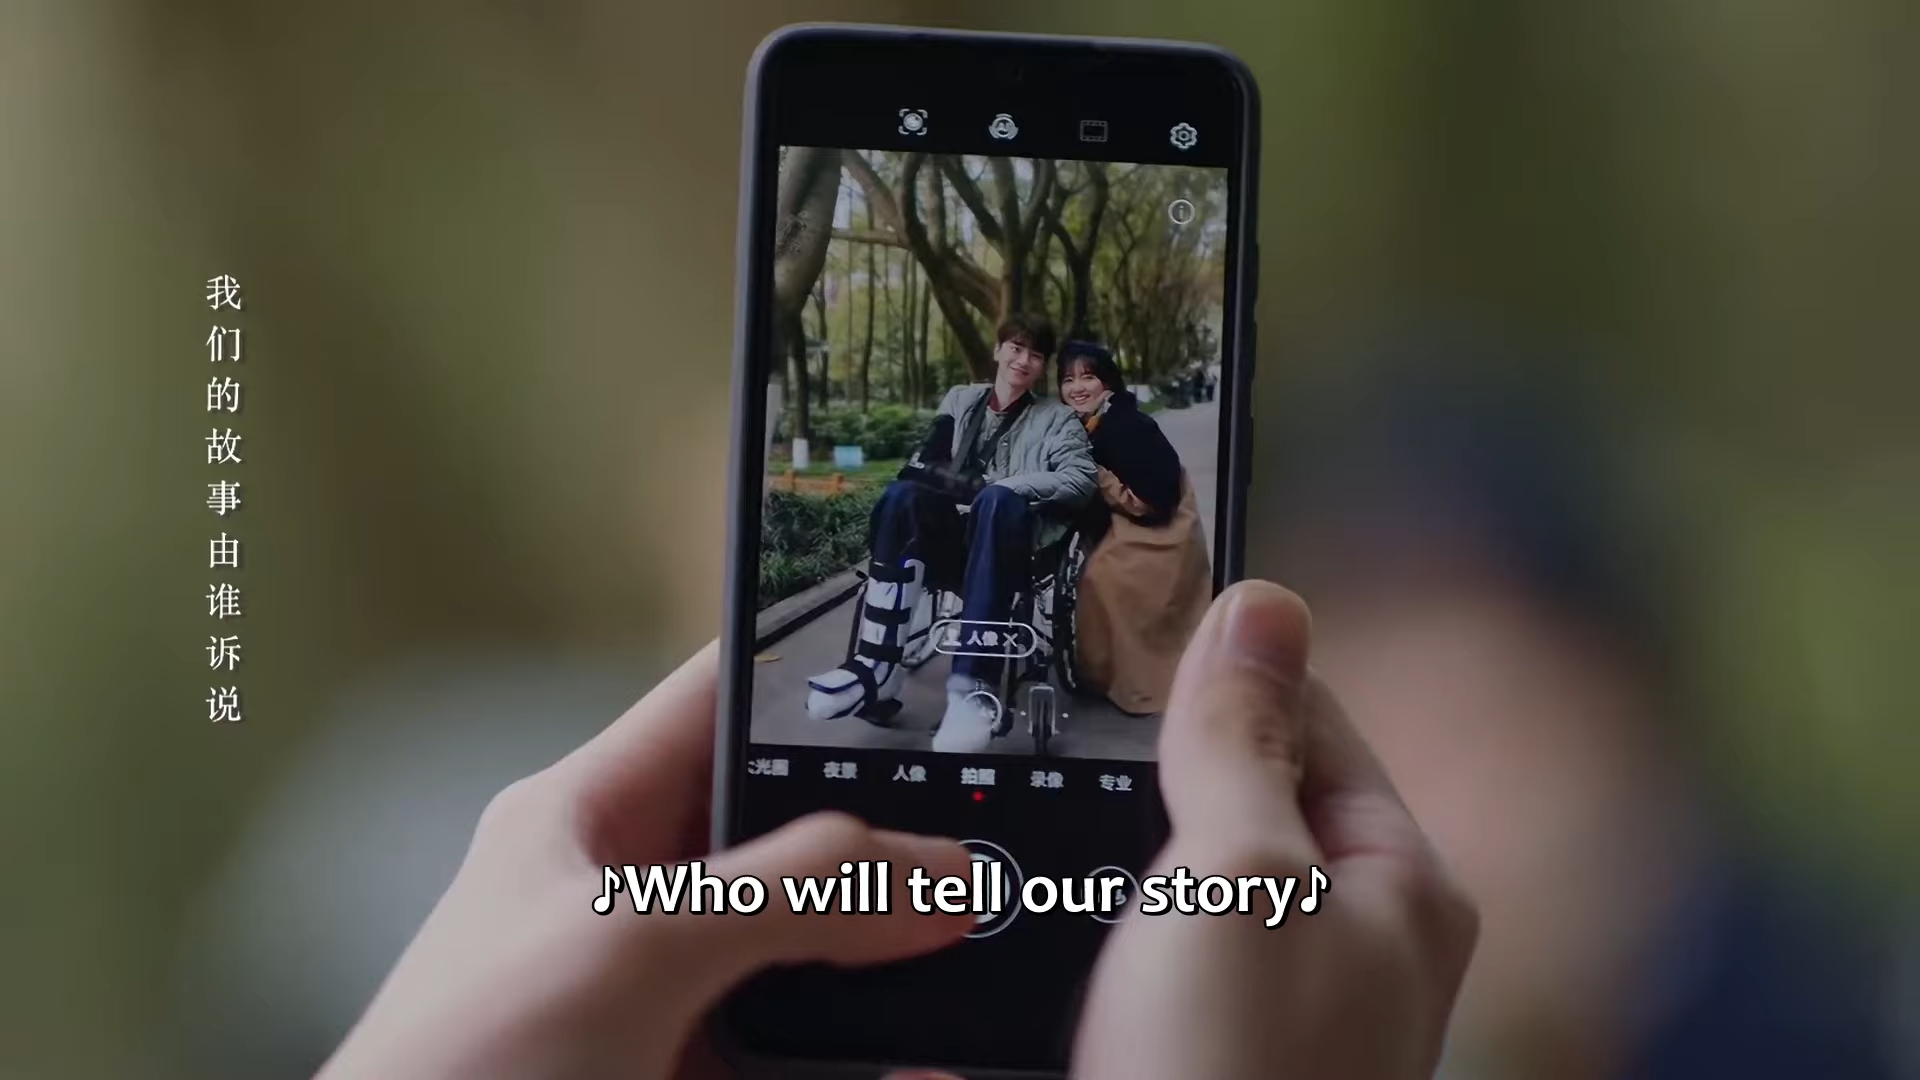 我们的故事由谁诉说
AI
人像
光圈 夜景 人像 拍照 录像 专业
♪Who will tell our story♪